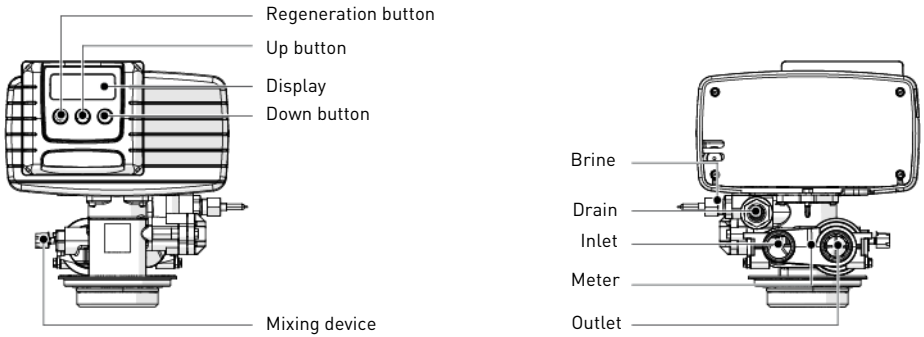 Regeneration button
Up button
Display
Down button
Mixing device
Brine
Drain
Inlet
Meter
Outlet